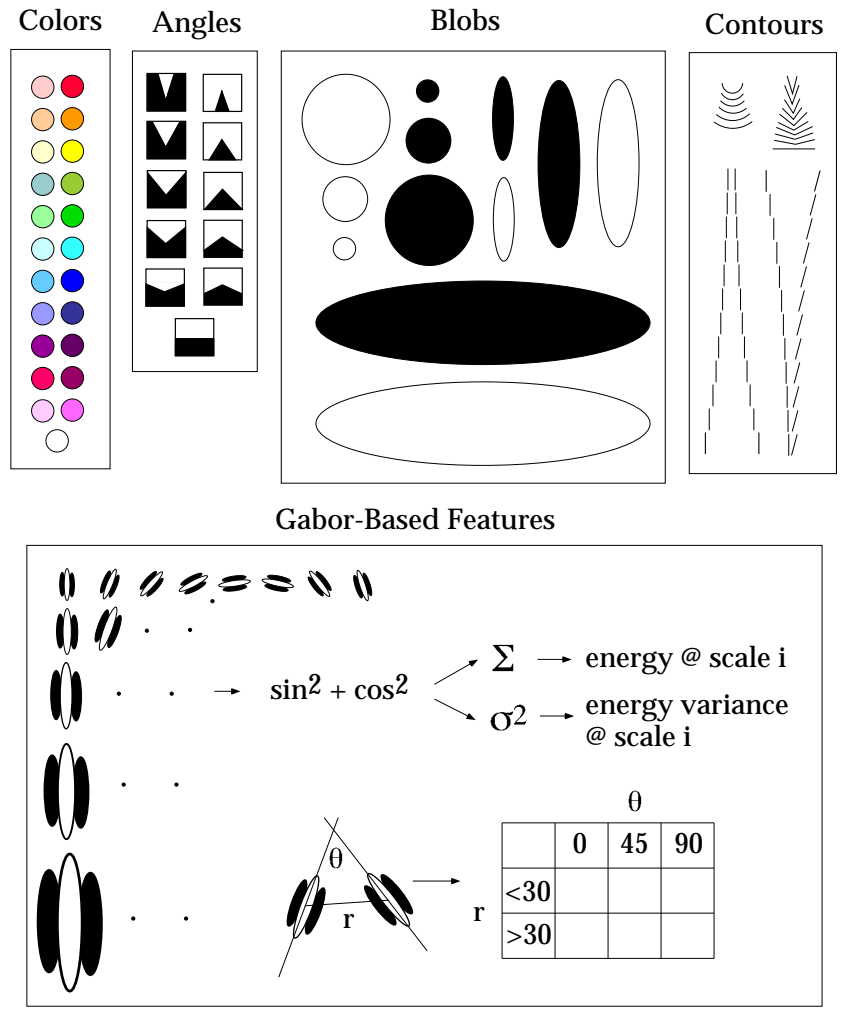 Colors
Angles
Blobs
Contours
Gabor-Based Features
sin² + cos²
Σ
energy @ scale i
σ²
energy variance
@ scale i
θ
r
θ
0 45 90
r
<30
>30